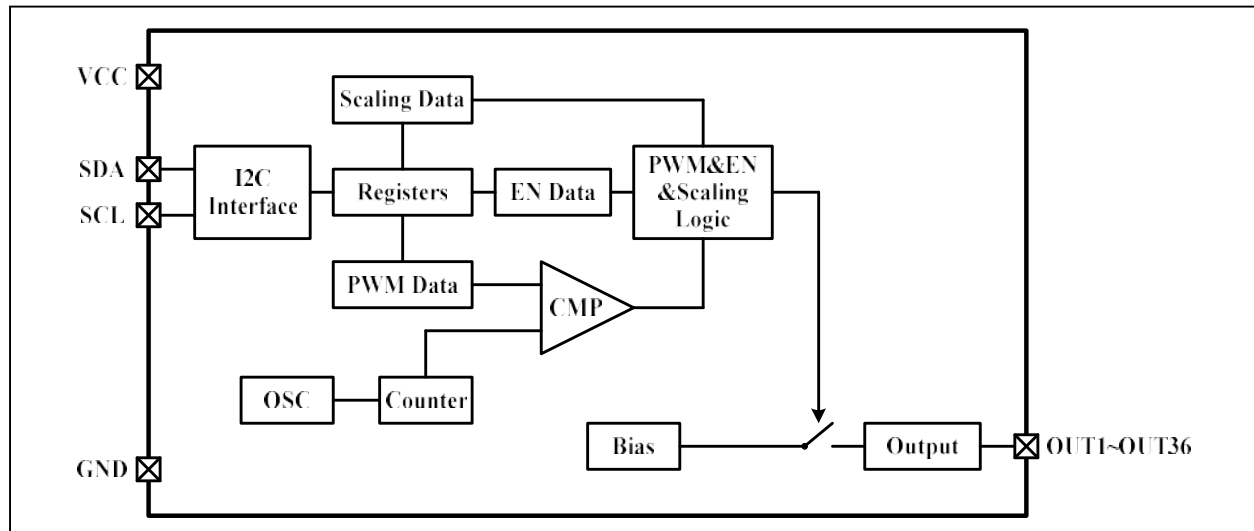 VCC
Scaling Data
SDA
SCL
I2C
Interface
Registers
EN Data
PWM&EN
&Scaling
Logic
PWM Data
CMP
OSC
Counter
GND
Bias
Output
OUT1~OUT36